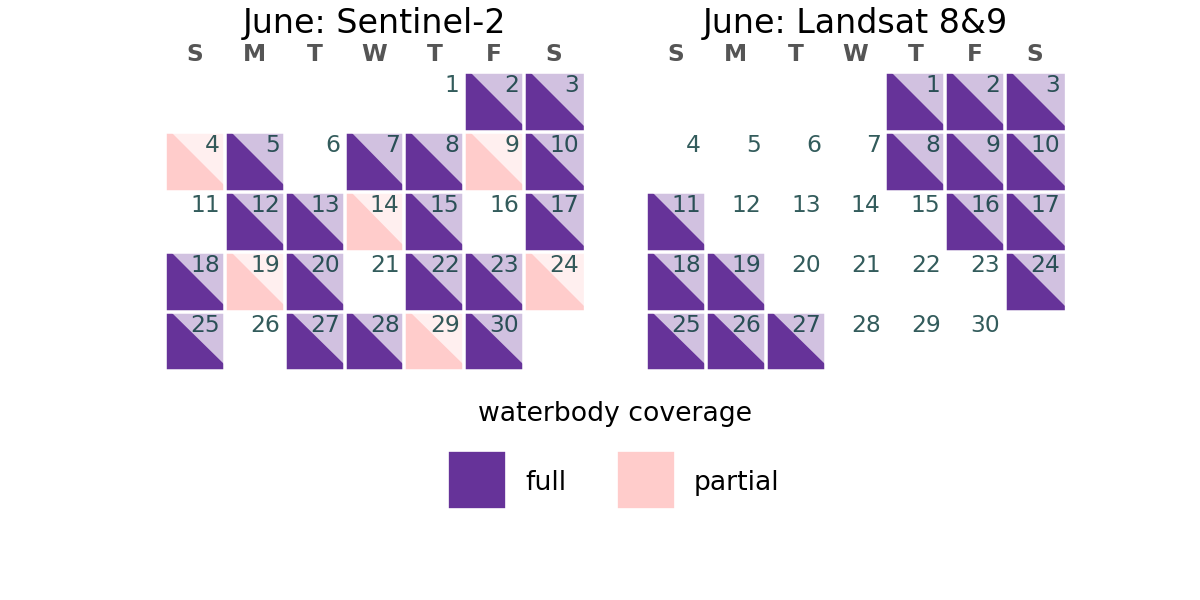 June: Sentinel-2
S M T W T F S
1 2 3
4 5 6 7 8 9 10
11 12 13 14 15 16 17
18 19 20 21 22 23 24
25 26 27 28 29 30
June: Landsat 8&9
S M T W T F S
1 2 3
4 5 6 7 8 9 10
11 12 13 14 15 16 17
18 19 20 21 22 23 24
25 26 27 28 29 30
waterbody coverage
full partial